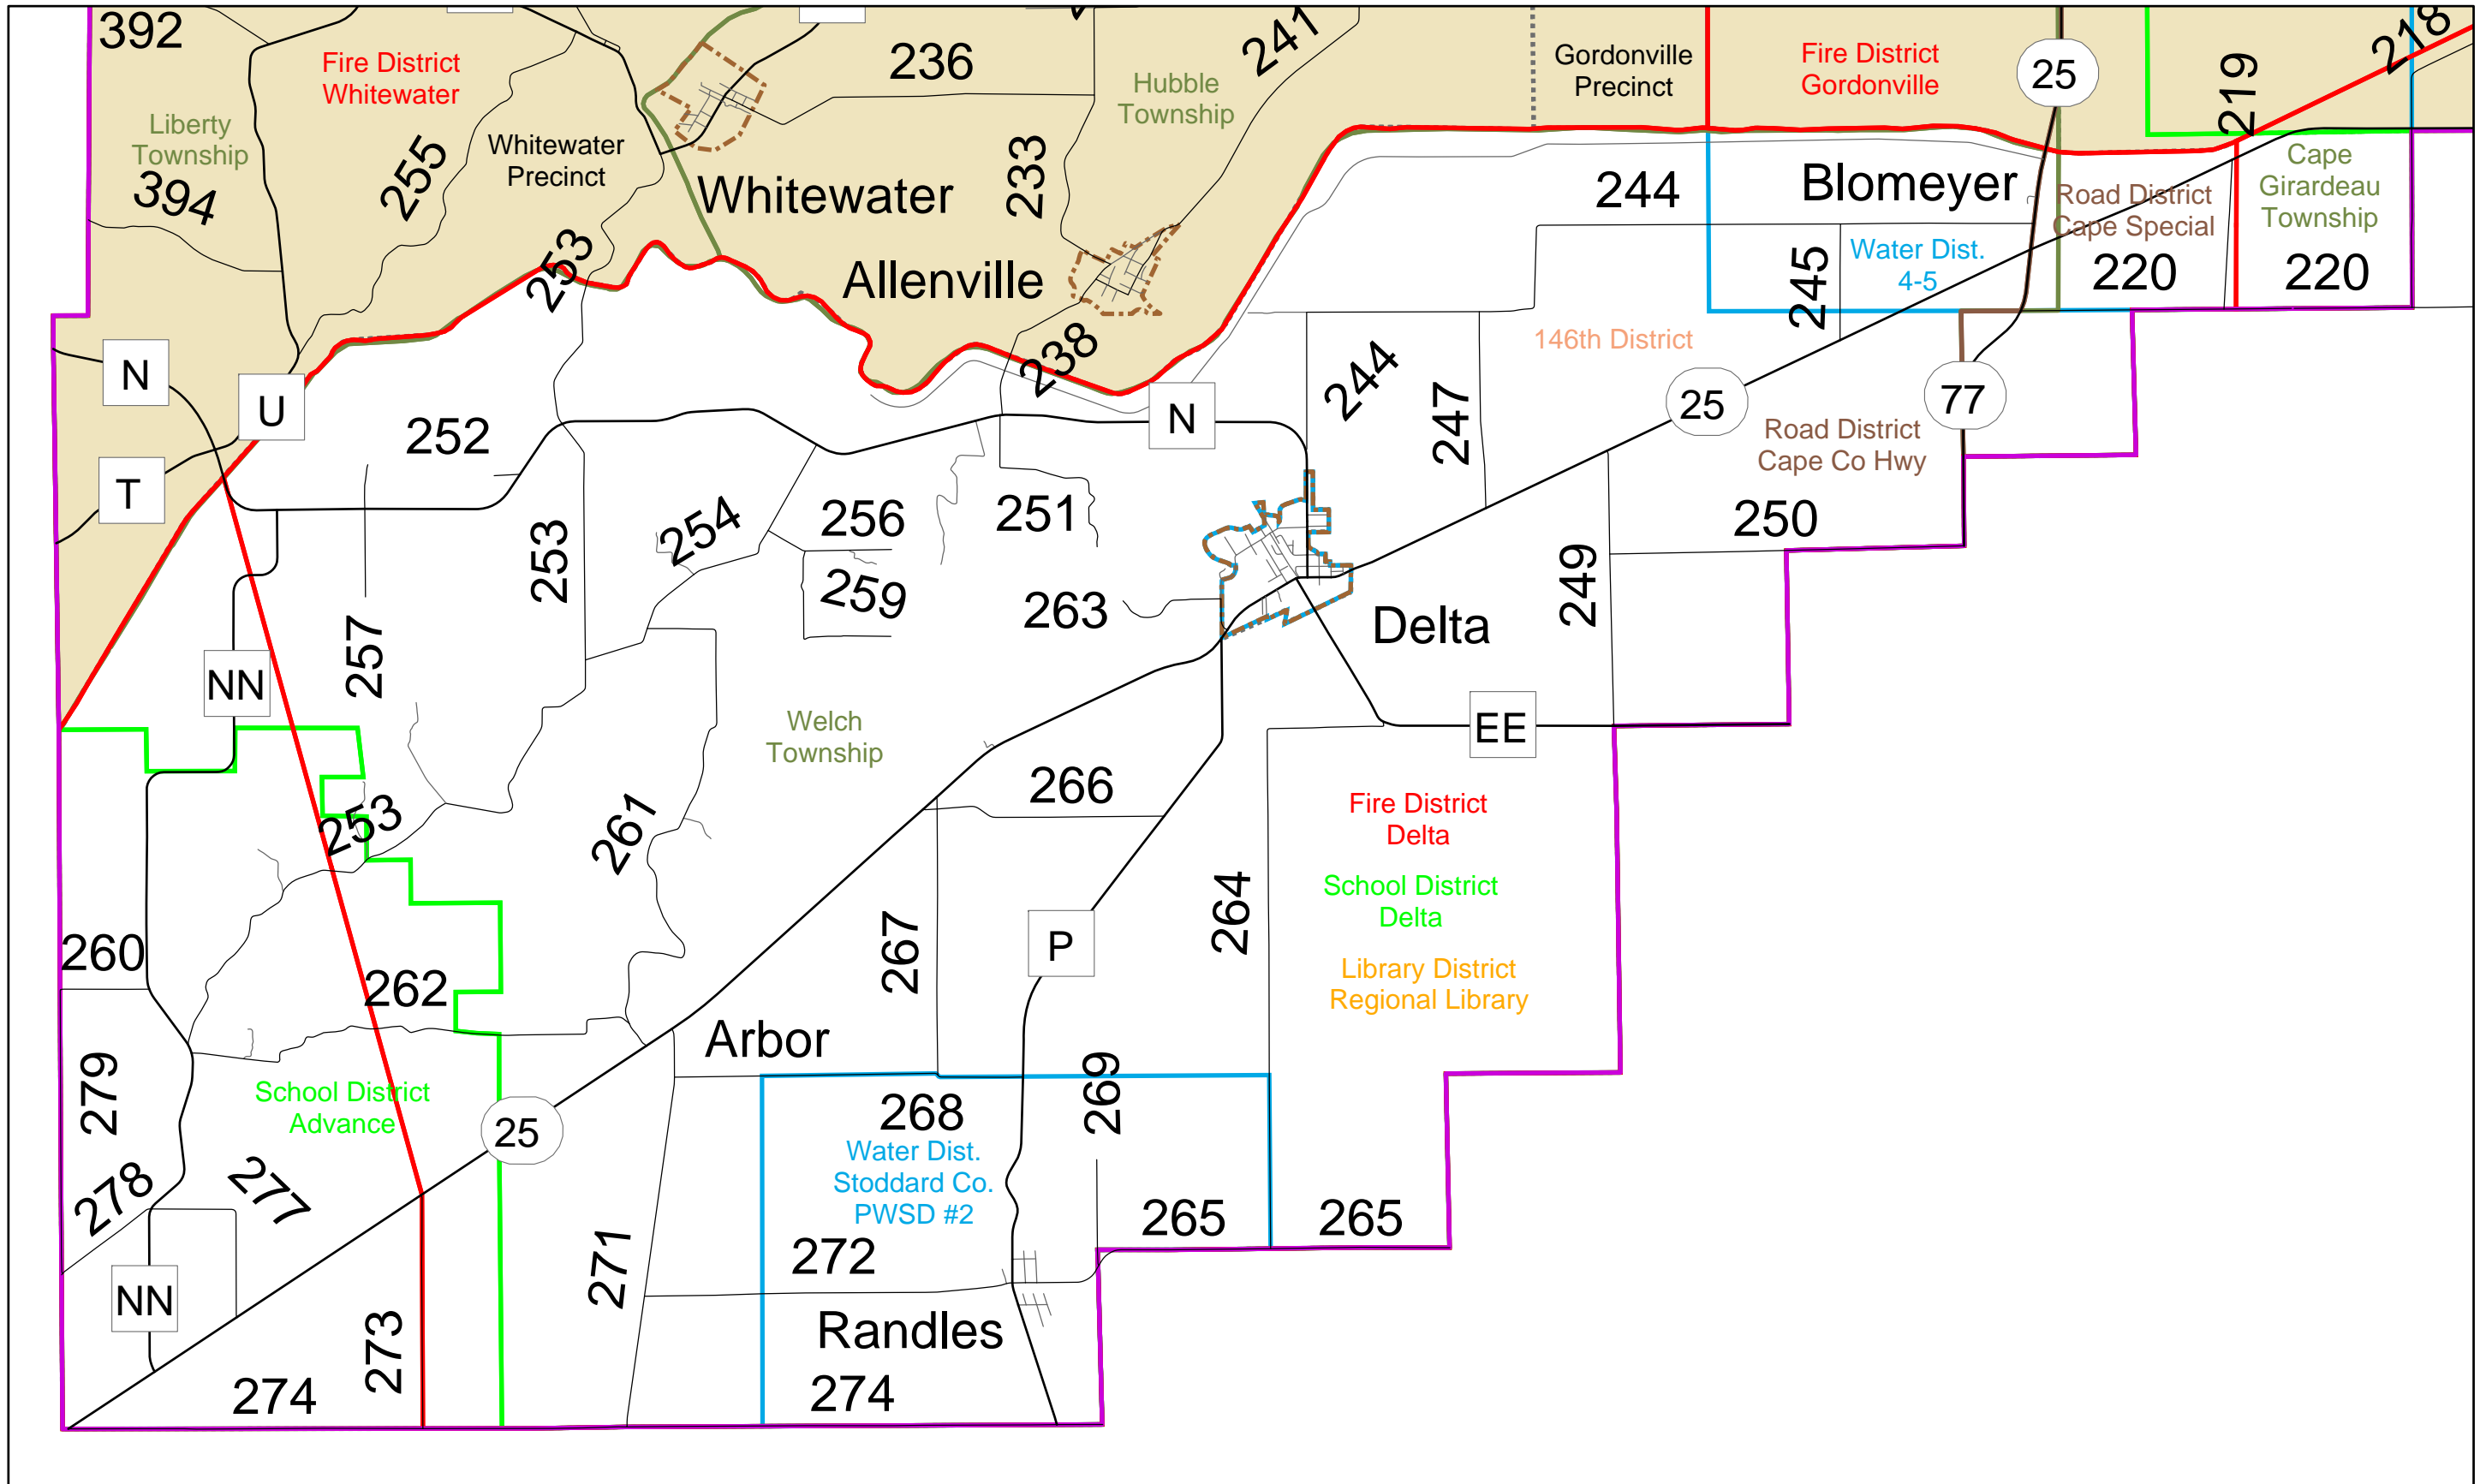 392
Fire District
Whitewater
236
241
Gordonville
Precinct
Fire District
Gordonville
25
219
218
Liberty
Township
394
255
Whitewater
Precinct
Hubble
Township
233
Whitewater
244
Blomeyer
Road District
Cape Special
220
Cape
Girardeau
Township
220
253
Allenville
238
245
Water Dist.
4-5
146th District
N
U
T
252
N
244
247
25
77
Road District
Cape Co Hwy
250
253
254
256
251
259
263
Delta
249
257
NN
Welch
Township
EE
253
261
266
Fire District
Delta
School District
Delta
Library District
Regional Library
260
262
267
P
264
Arbor
279
School District
Advance
25
268
Water Dist.
Stoddard Co.
PWSD #2
269
278
277
271
272
265
265
NN
273
Randles
274
274